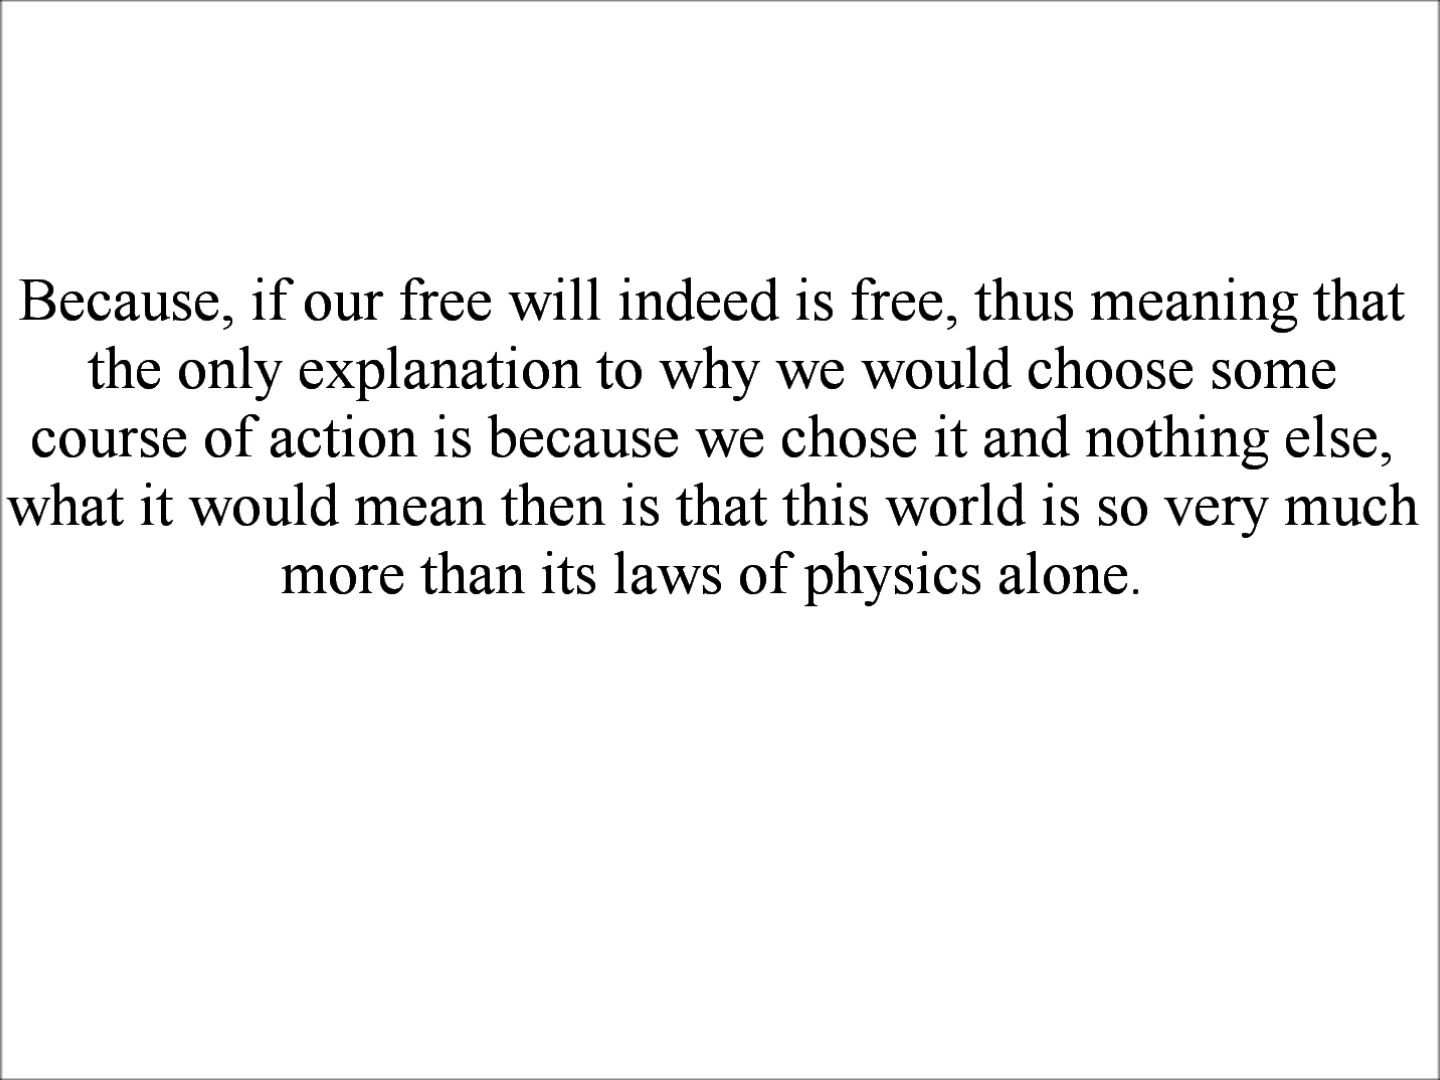 Because, if our free will indeed is free, thus meaning that
the only explanation to why we would choose some
course of action is because we chose it and nothing else,
what it would mean then is that this world is so very much
more than its laws of physics alone.